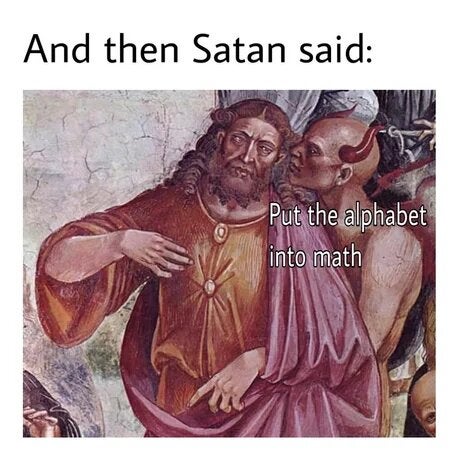 And then Satan said:
Put the alphabet
into math